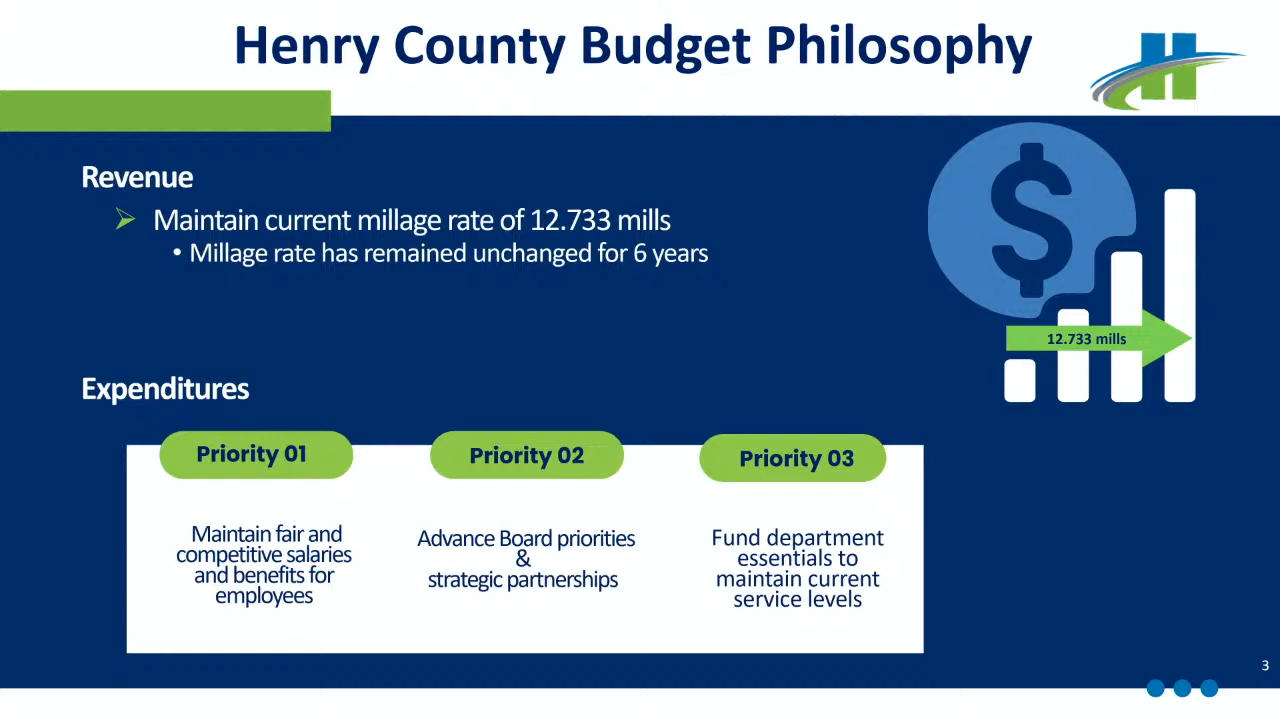 Henry County Budget Philosophy
Revenue
Maintain current millage rate of 12.733 mills
• Millage rate has remained unchanged for 6 years
$
12.733 mills
Expenditures
Priority 01
Maintain fair and
competitive salaries
and benefits for
employees
Priority 02
Advance Board priorities
&
strategic partnerships
Priority 03
Fund department
essentials to
maintain current
service levels
3